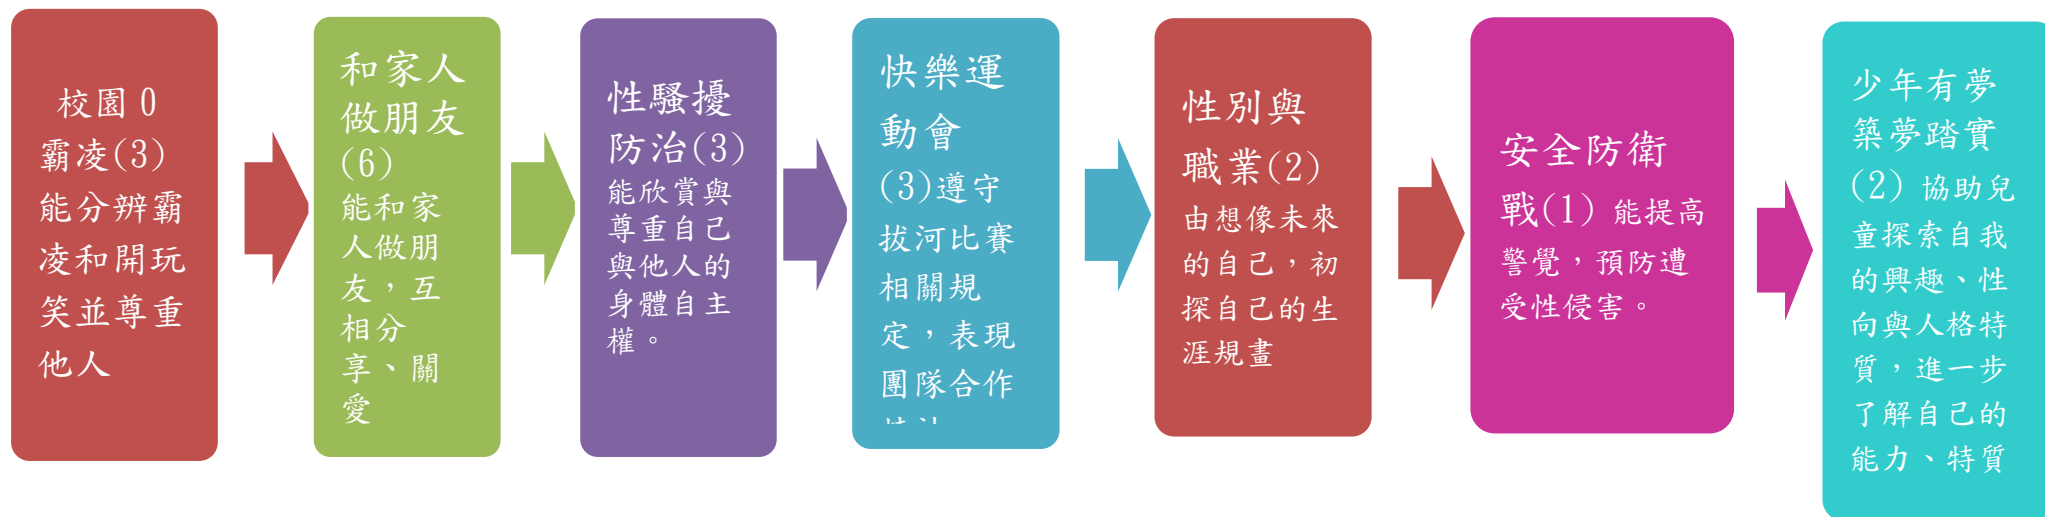 校園0
霸凌(3)
能分辨霸
凌和開玩
笑並尊重
他人
和家人
做朋友
(6)
能和家
人做朋
友，互
相分
享、關
愛
性騷擾
防治(3)
能欣賞與
尊重自己
與他人的
身體自主
權。
快樂運
動會
(3)遵守
拔河比賽
相關規
定，表現
團隊合作
性別與
職業(2)
由想像未來
的自己，初
探自己的生
涯規畫
安全防衛
戰(1) 能提高
警覺，預防遭
受性侵害。
少年有夢
築夢踏實
(2) 協助兒
童探索自我
的興趣、性
向與人格特
質，進一步
了解自己的
能力、特質